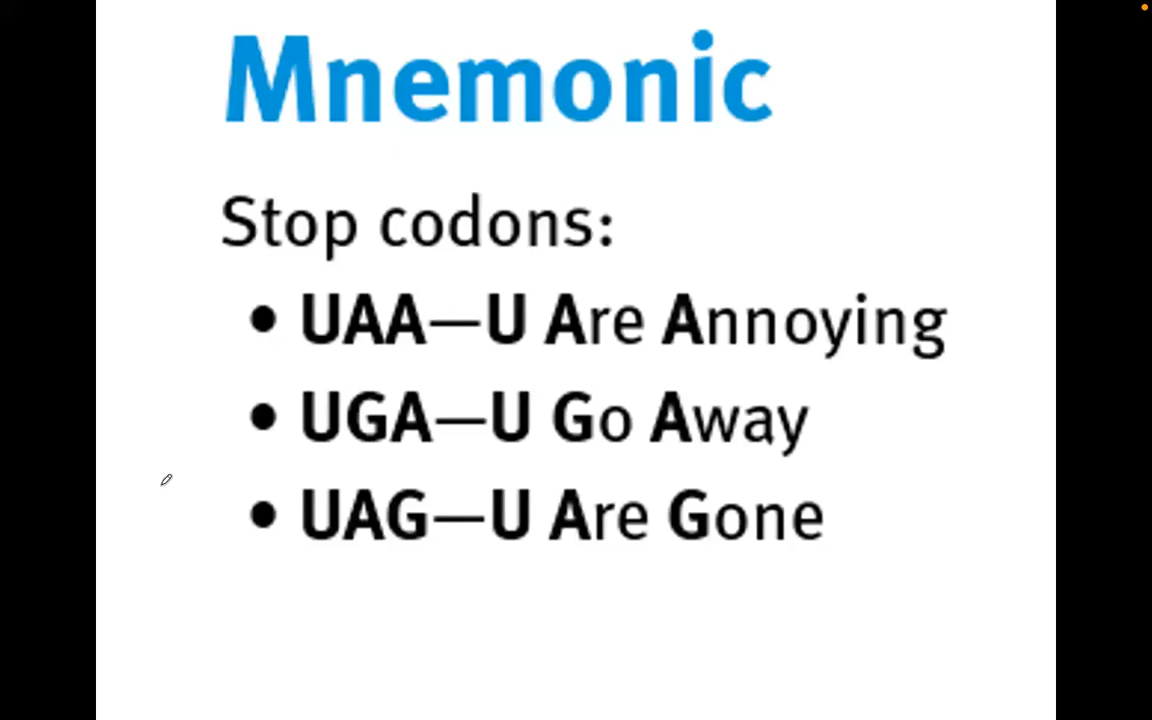 Mnemonic
Stop codons:
• UAA—U Are Annoying
• UGA—U Go Away
• UAG—U Are Gone